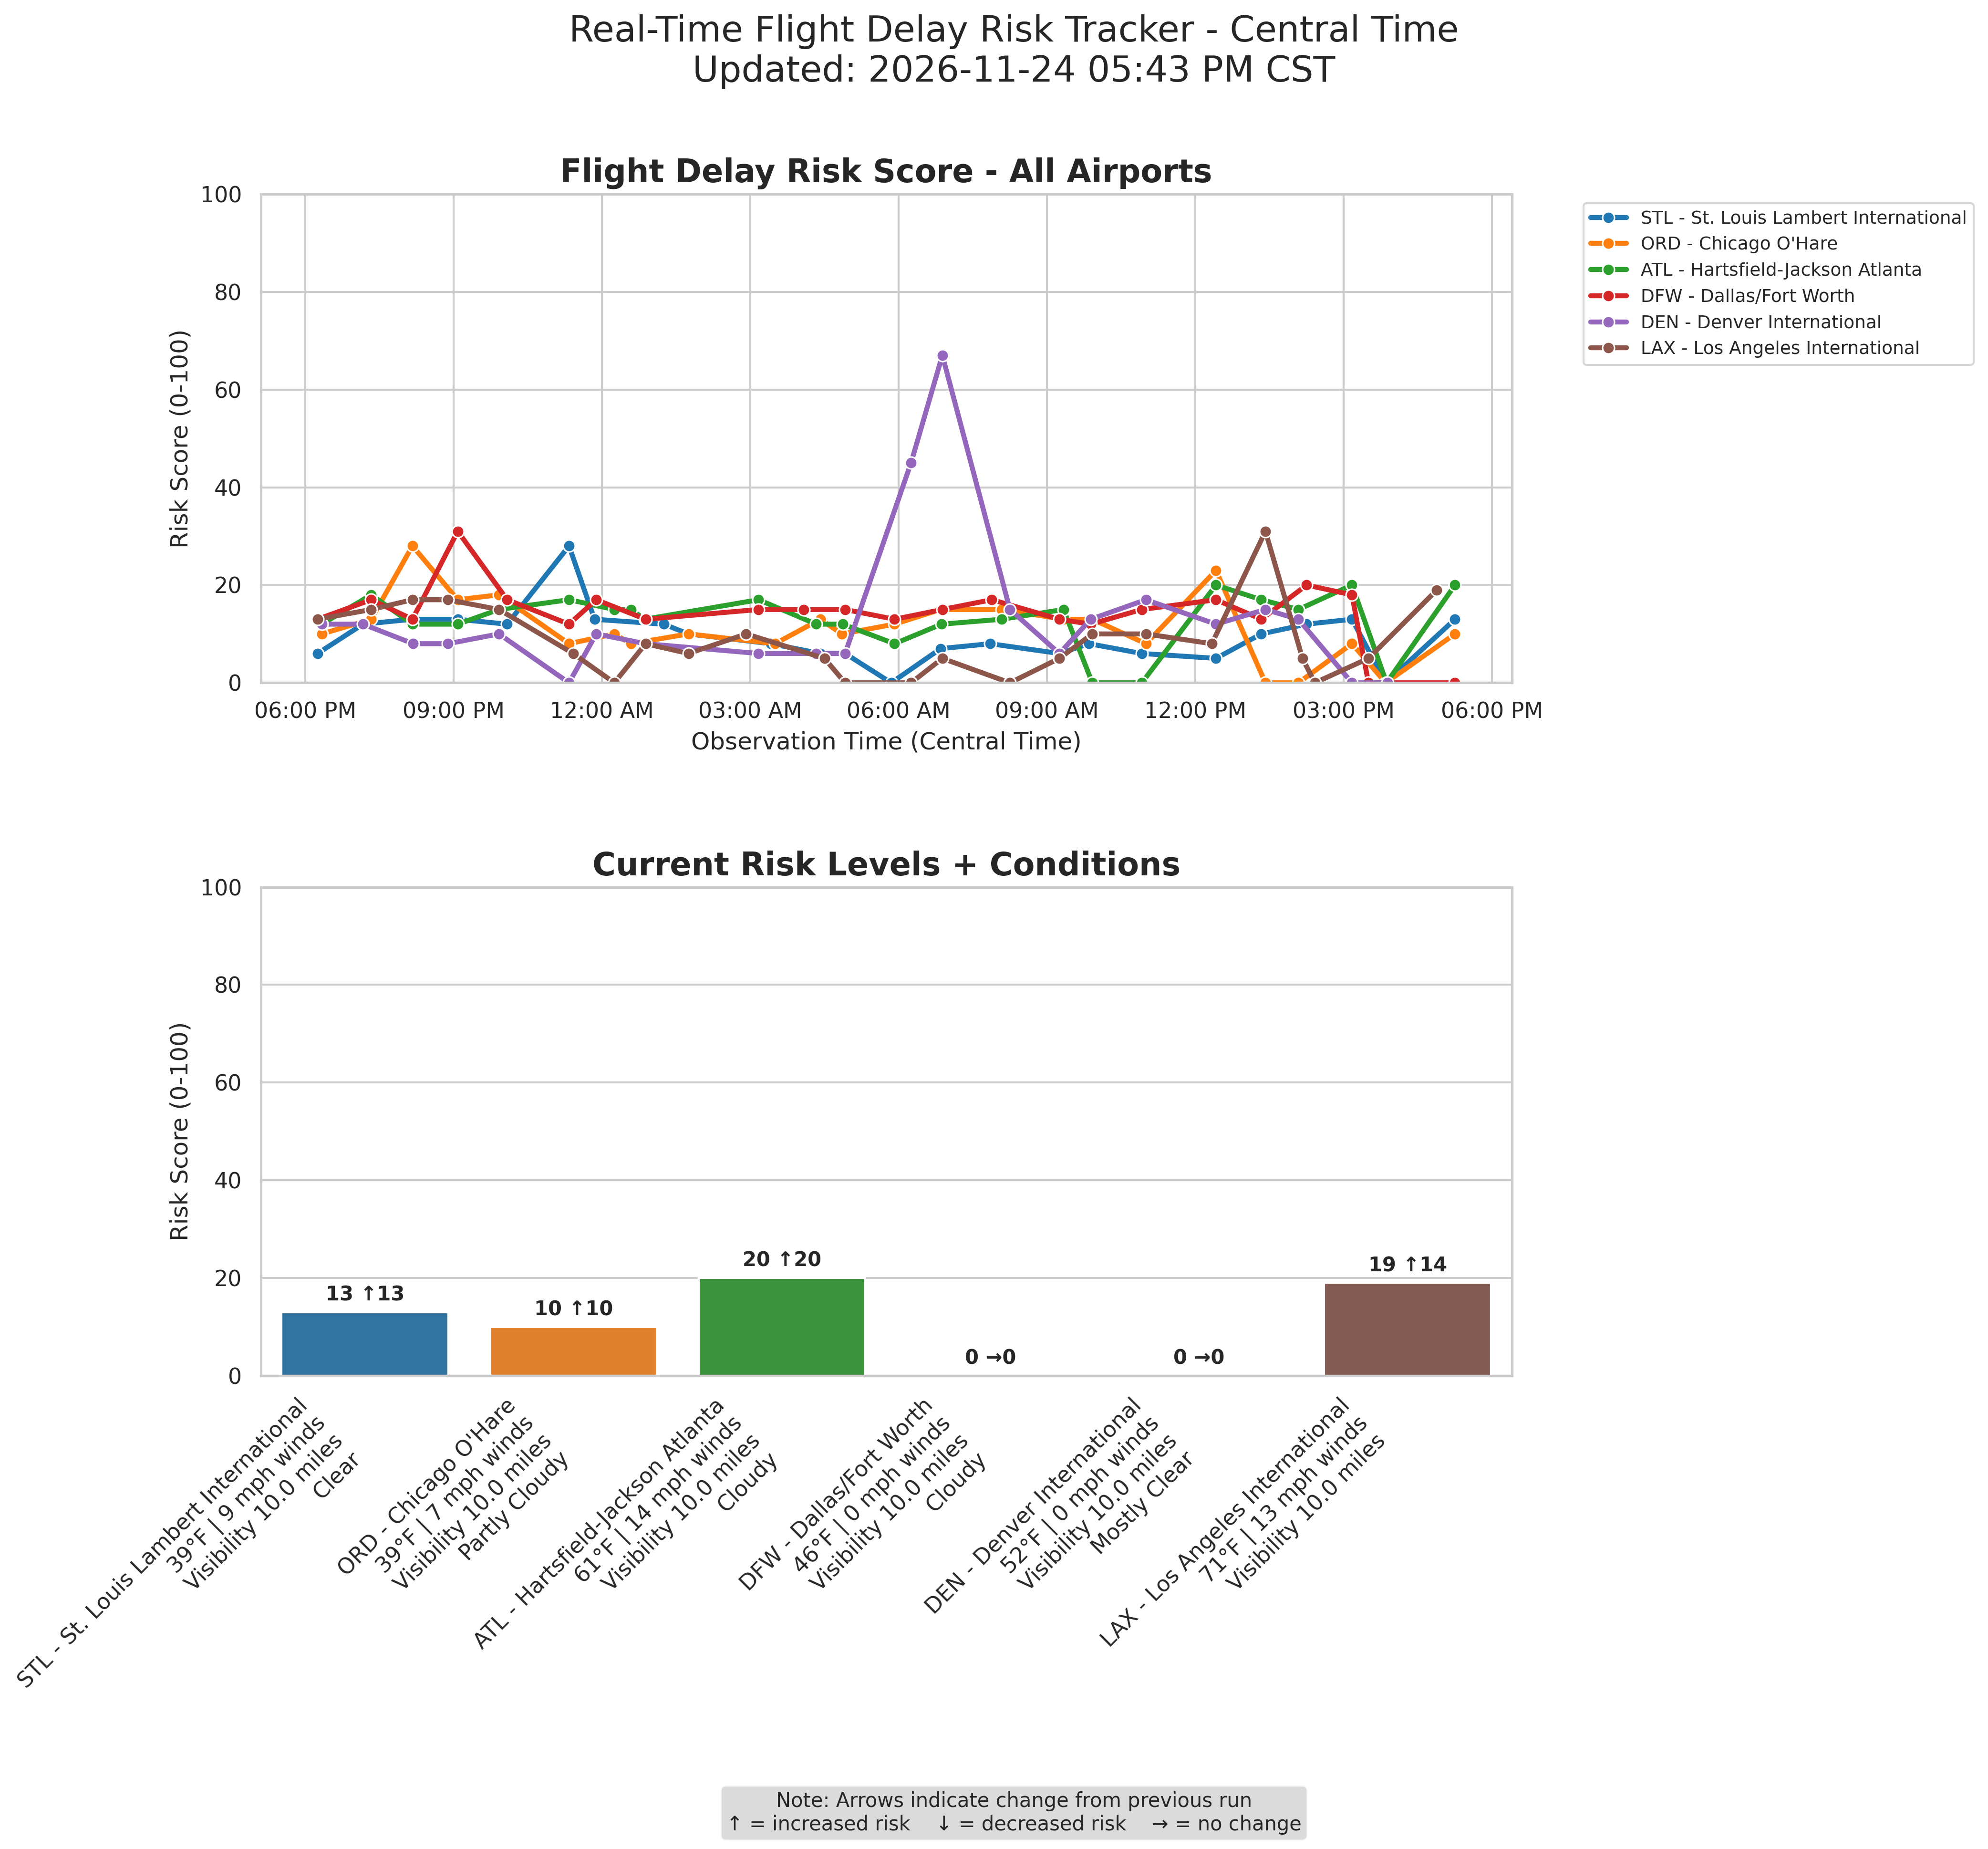 Real-Time Flight Delay Risk Tracker - Central Time
Updated: 2026-11-24 05:43 PM CST
Flight Delay Risk Score - All Airports
100
80
60
40
20
0
Risk Score (0-100)
06:00 PM
09:00 PM
12:00 AM
03:00 AM
06:00 AM
09:00 AM
12:00 PM
03:00 PM
06:00 PM
Observation Time (Central Time)
STL - St. Louis Lambert International
ORD - Chicago O'Hare
ATL - Hartsfield-Jackson Atlanta
DFW - Dallas/Fort Worth
DEN - Denver International
LAX - Los Angeles International
Current Risk Levels + Conditions
100
80
60
40
20
0
Risk Score (0-100)
13 ↑13
10 ↑10
20 ↑20
0 →0
0 →0
19 ↑14
STL - St. Louis Lambert International
39°F | 9 mph winds
Visibility 10.0 miles
Clear
ORD - Chicago O'Hare
39°F | 7 mph winds
Visibility 10.0 miles
Partly Cloudy
ATL - Hartsfield-Jackson Atlanta
61°F | 14 mph winds
Visibility 10.0 miles
Cloudy
DFW - Dallas/Fort Worth
46°F | 0 mph winds
Visibility 10.0 miles
Cloudy
DEN - Denver International
52°F | 0 mph winds
Visibility 10.0 miles
Mostly Clear
LAX - Los Angeles International
71°F | 13 mph winds
Visibility 10.0 miles
Note: Arrows indicate change from previous run
↑ = increased risk    ↓ = decreased risk    → = no change